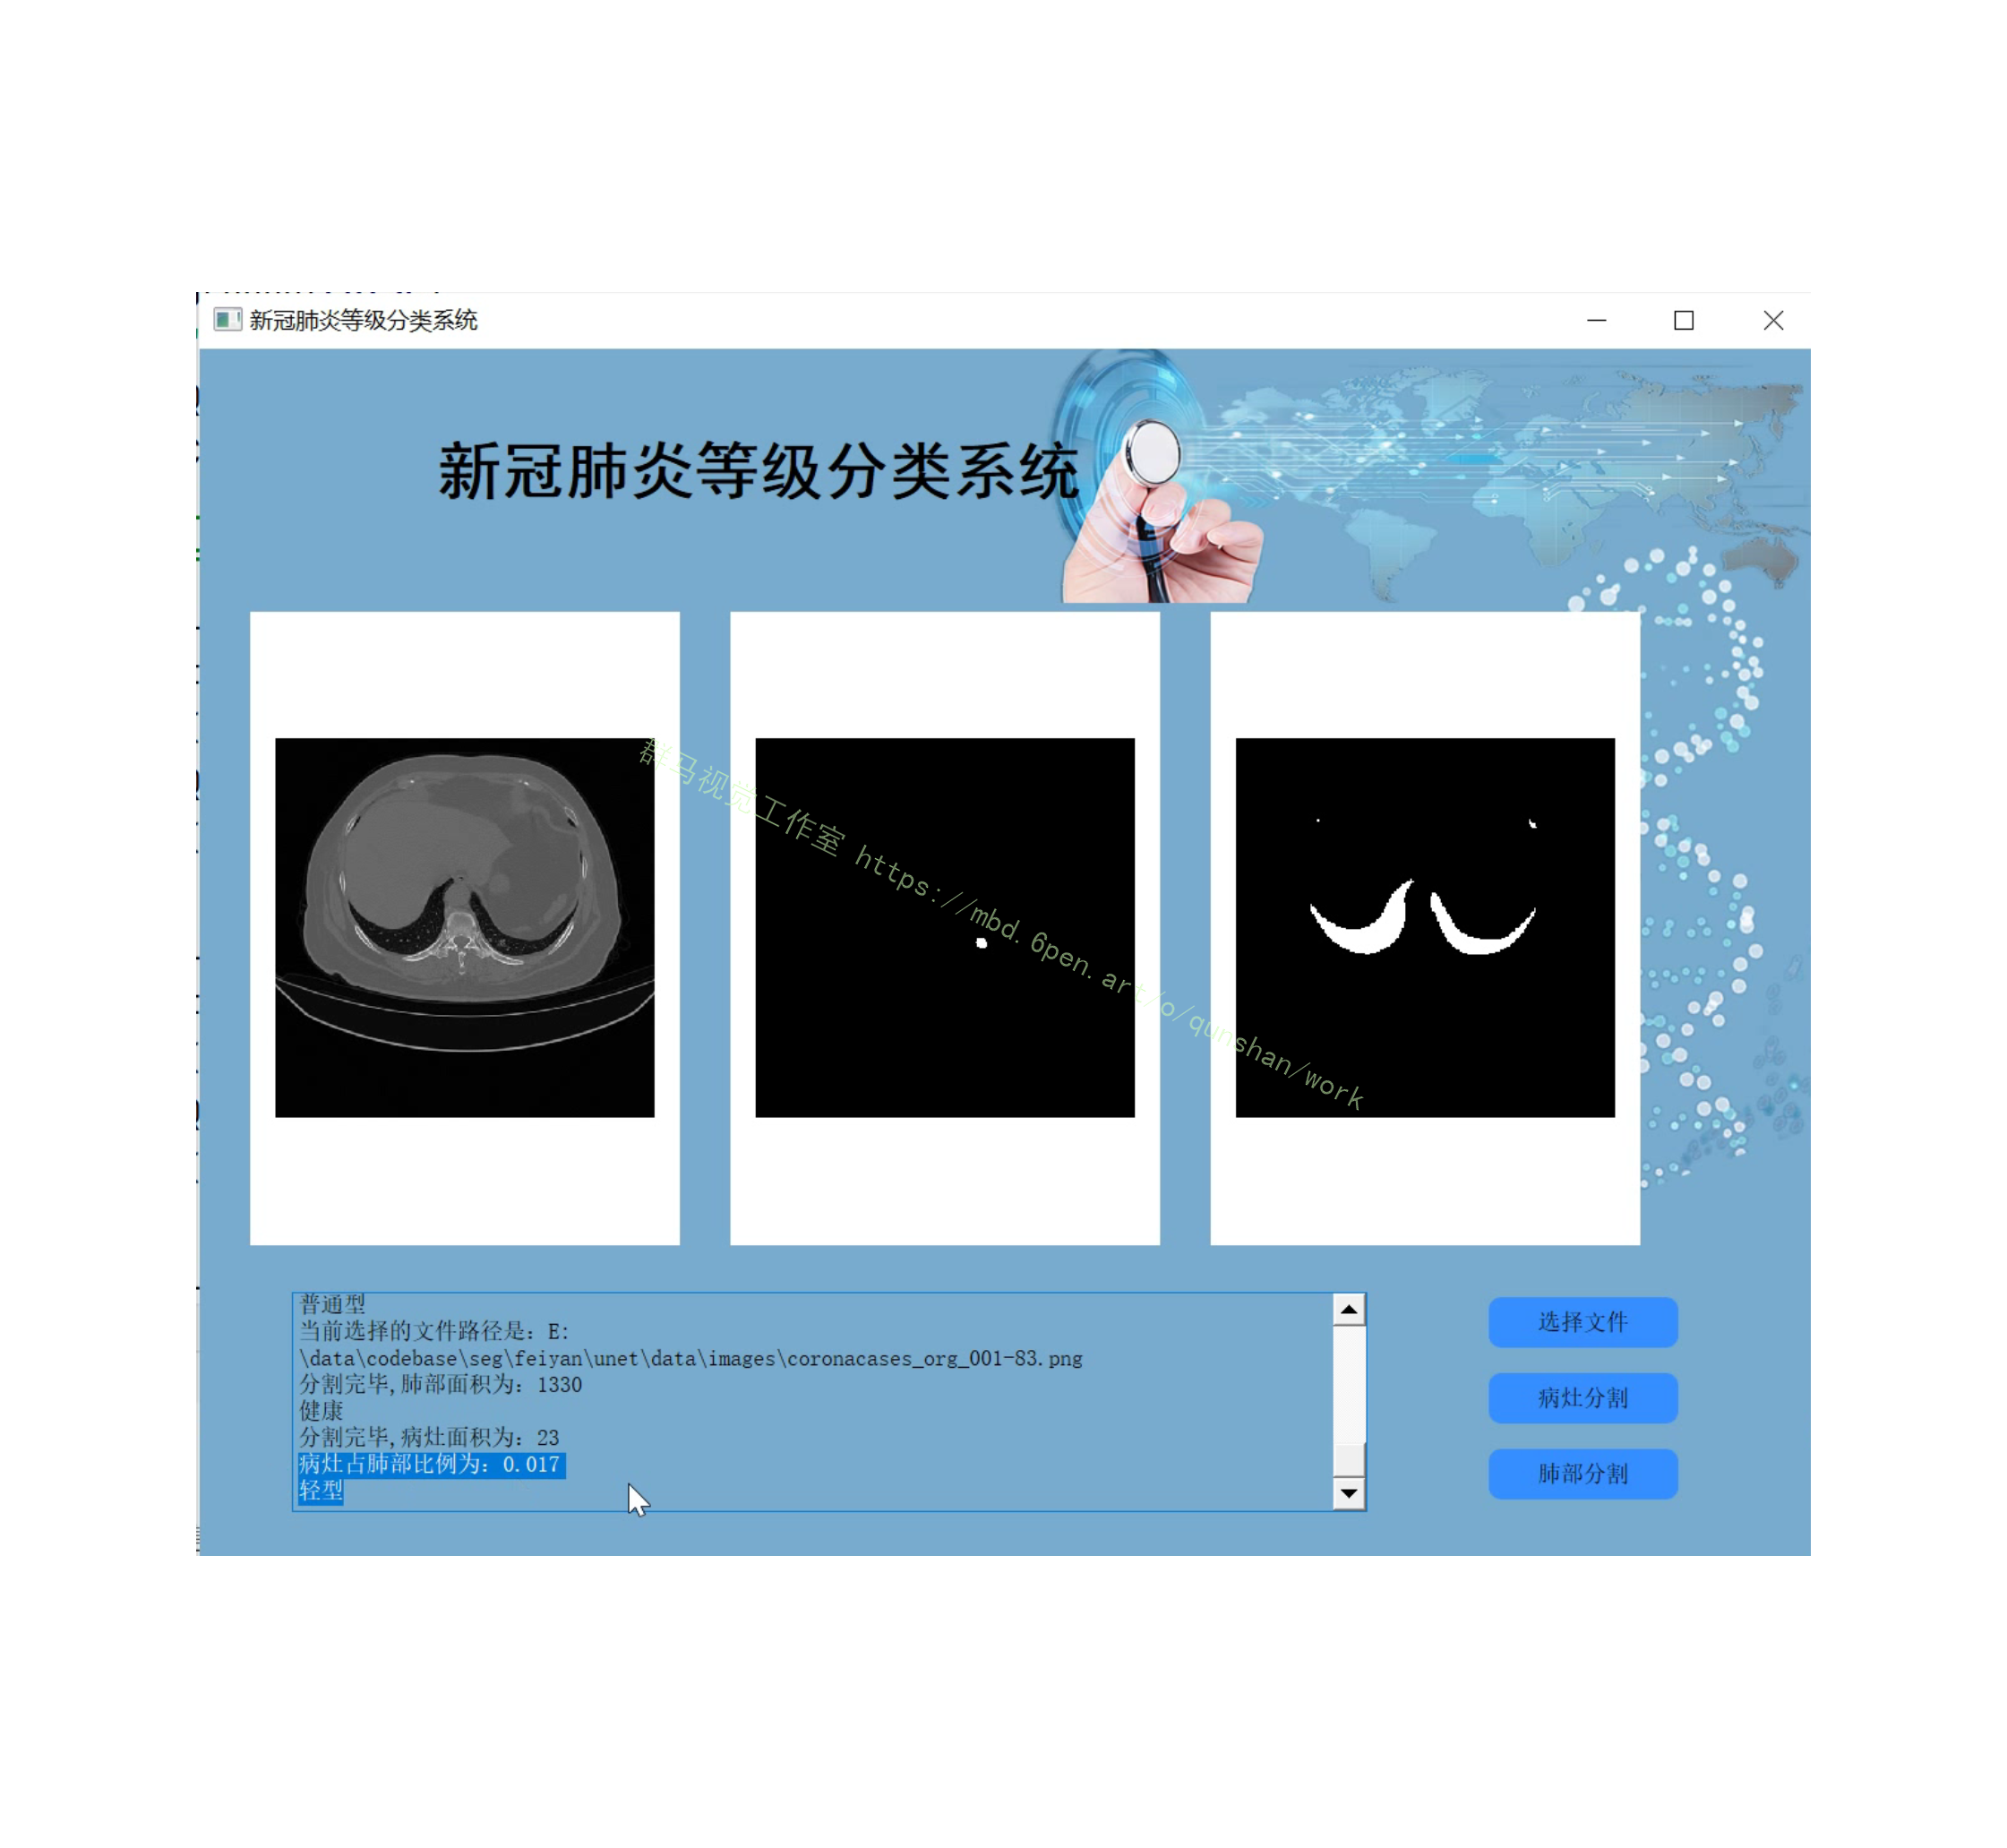 新冠肺炎等级分类系统
新冠肺炎等级分类系统
群马视觉工作室 https://mbd.6pen.art/o/qunshan/work
普通型
当前选择的文件路径是：E:
\data\codebase\seg\feiyan\unet\data\images\coronacases_org_001-83.png
分割完毕,肺部面积为：1330
健康
分割完毕,病灶面积为：23
病灶占肺部比例为：0.017
轻型
选择文件
病灶分割
肺部分割